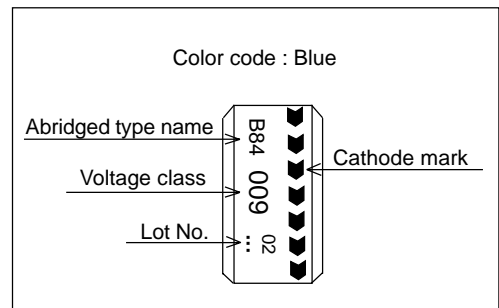 Color code : Blue
Abridged type name
B84 009 02 ...
Cathode mark
Voltage class
Lot No.